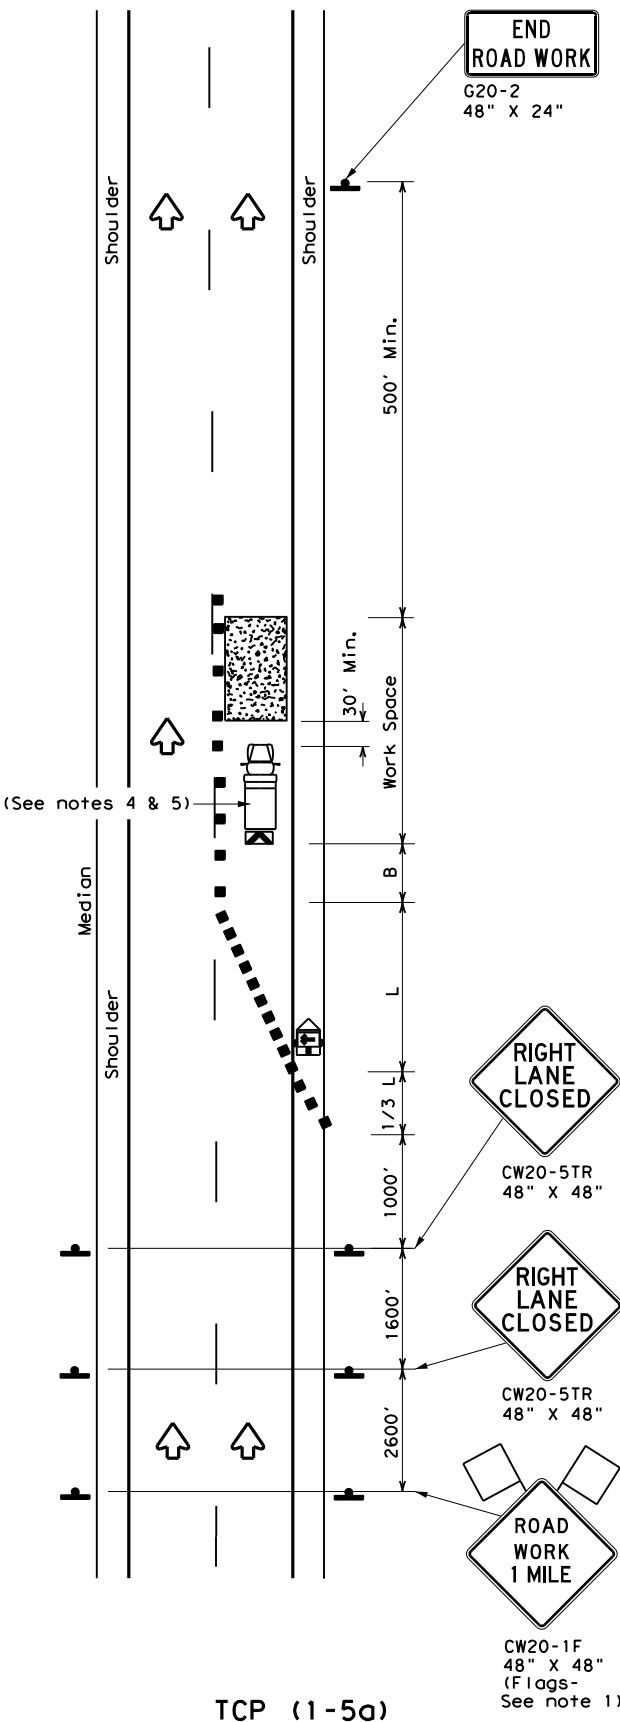 END
ROAD WORK
G20-2
48" X 24"
Shoulder
Shoulder
500' Min.
30' Min.
Work Space
(See notes 4 & 5)
B
Median
L
Shoulder
RIGHT
LANE
CLOSED
1/3 L
CW20-5TR
48" X 48"
1000'
RIGHT
LANE
CLOSED
1600'
CW20-5TR
48" X 48"
2600'
ROAD
WORK
1 MILE
CW20-1F
48" X 48"
(Flags-
See note 1)
TCP (1-5a)